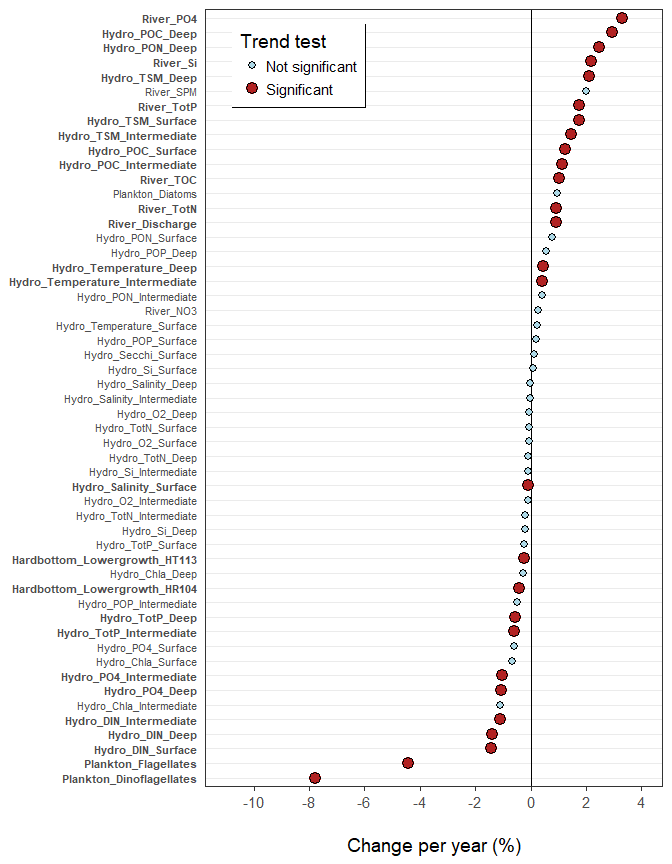 River_PO4
Hydro_POC_Deep
Hydro_PON_Deep
River_Si
Hydro_TSM_Deep
River_SPM
River_TotP
Hydro_TSM_Surface
Hydro_TSM_Intermediate
Hydro_POC_Surface
Hydro_POC_Intermediate
River_TOC
Plankton_Diatoms
River_TotN
River_Discharge
Hydro_PON_Surface
Hydro_POP_Deep
Hydro_Temperature_Deep
Hydro_Temperature_Intermediate
Hydro_PON_Intermediate
River_NO3
Hydro_Temperature_Surface
Hydro_POP_Surface
Hydro_Secchi_Surface
Hydro_Si_Surface
Hydro_Salinity_Deep
Hydro_Salinity_Intermediate
Hydro_O2_Deep
Hydro_TotN_Surface
Hydro_O2_Surface
Hydro_TotN_Deep
Hydro_Si_Intermediate
Hydro_Salinity_Surface
Hydro_O2_Intermediate
Hydro_TotN_Intermediate
Hydro_Si_Deep
Hydro_TotP_Surface
Hardbottom_Lowergrowth_HT113
Hydro_Chla_Deep
Hardbottom_Lowergrowth_HR104
Hydro_POP_Intermediate
Hydro_TotP_Deep
Hydro_TotP_Intermediate
Hydro_PO4_Surface
Hydro_Chla_Surface
Hydro_PO4_Intermediate
Hydro_PO4_Deep
Hydro_Chla_Intermediate
Hydro_DIN_Intermediate
Hydro_DIN_Deep
Hydro_DIN_Surface
Plankton_Flagellates
Plankton_Dinoflagellates
Trend test
Not significant
Significant
-10 -8 -6 -4 -2 0 2 4
Change per year (%)